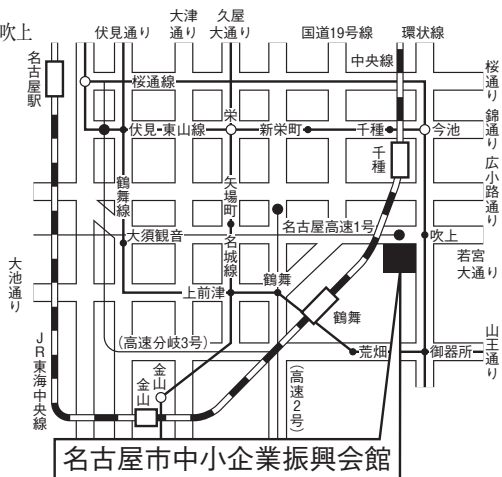 吹上
伏見通り
大津通り
久屋大通り
国道19号線
環状線
中央線
名古屋駅
桜通線
桜通り
伏見
東山線
栄
新栄町
千種
今池
錦通り
千種
広小路通り
鶴舞線
矢場町
名古屋高速1号
大須観音
名城線
吹上
若宮大通り
大池通り
鶴舞
上前津
鶴舞
(高速分岐3号)
荒畑
御器所
山王通り
JR東海中央線
金山
金山
(高速2号)
名古屋市中小企業振興会館